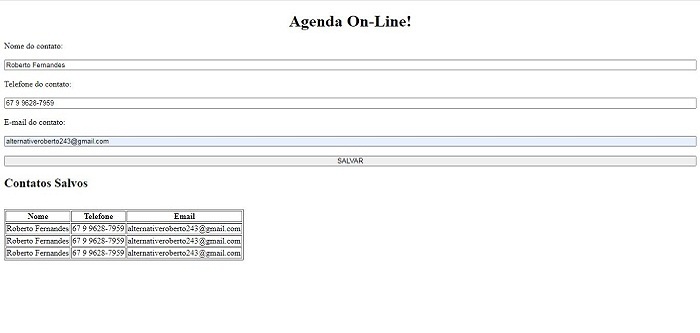 Agenda On-Line!
Nome do contato:
Roberto Fernandes
Telefone do contato:
67 9 9628-7959
E-mail do contato:
alternativeroberto243@gmail.com
SALVAR
Contatos Salvos
Nome Telefone Email
Roberto Fernandes 67 9 9628-7959 alternativeroberto243@gmail.com
Roberto Fernandes 67 9 9628-7959 alternativeroberto243@gmail.com
Roberto Fernandes 67 9 9628-7959 alternativeroberto243@gmail.com